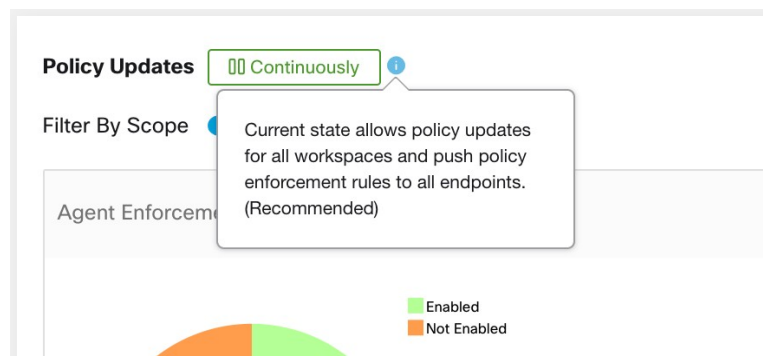 Policy Updates Continuously
Filter By Scope
Current state allows policy updates
for all workspaces and push policy
enforcement rules to all endpoints.
(Recommended)
Agent
Enabled
Not Enabled